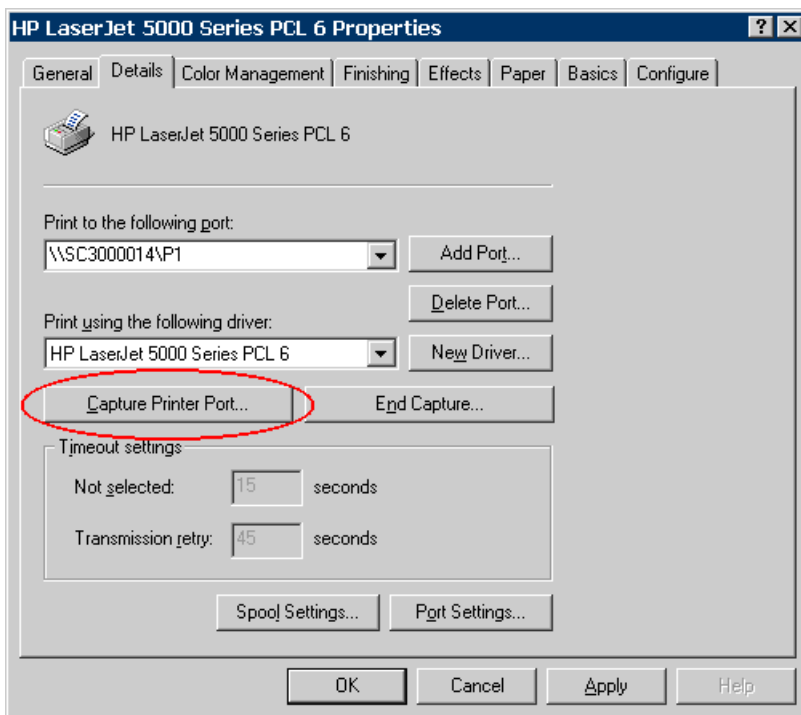 HP LaserJet 5000 Series PCL 6 Properties
General Details Color Management Finishing Effects Paper Basics Configure
HP LaserJet 5000 Series PCL 6
Print to the following port:
\\SC3000014\P1 Add Port...
Delete Port...
Print using the following driver:
HP LaserJet 5000 Series PCL 6 New Driver...
Capture Printer Port... End Capture...
Timeout settings
Not selected: 15 seconds
Transmission retry: 45 seconds
Spool Settings... Port Settings...
OK Cancel Apply Help